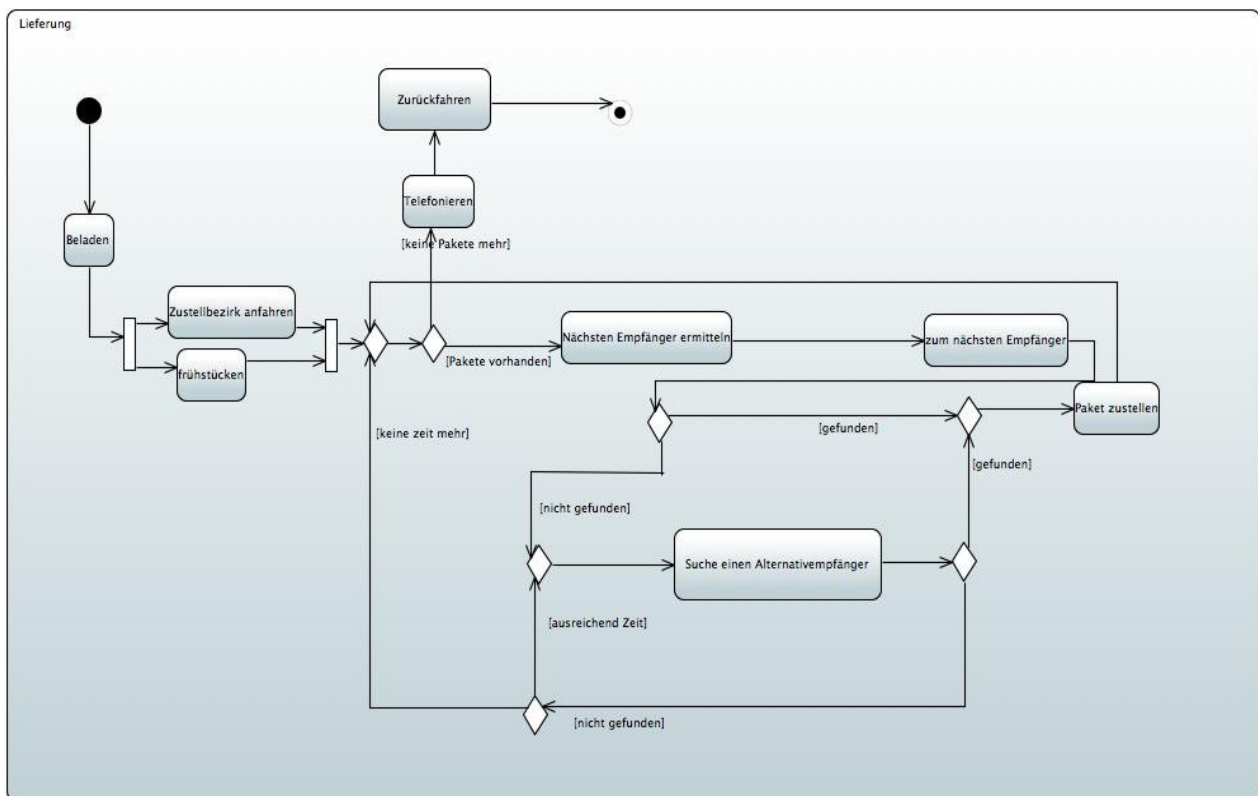 Lieferung
Zurückfahren
Telefonieren
[keine Pakete mehr]
Beladen
Zustellbezirk anfahren
frühstücken
Nächsten Empfänger ermitteln
zum nächsten Empfänger
[Pakete vorhanden]
Paket zustellen
[keine zeit mehr]
[gefunden]
[gefunden]
[nicht gefunden]
Suche einen Alternativempfänger
[ausreichend Zeit]
[nicht gefunden]